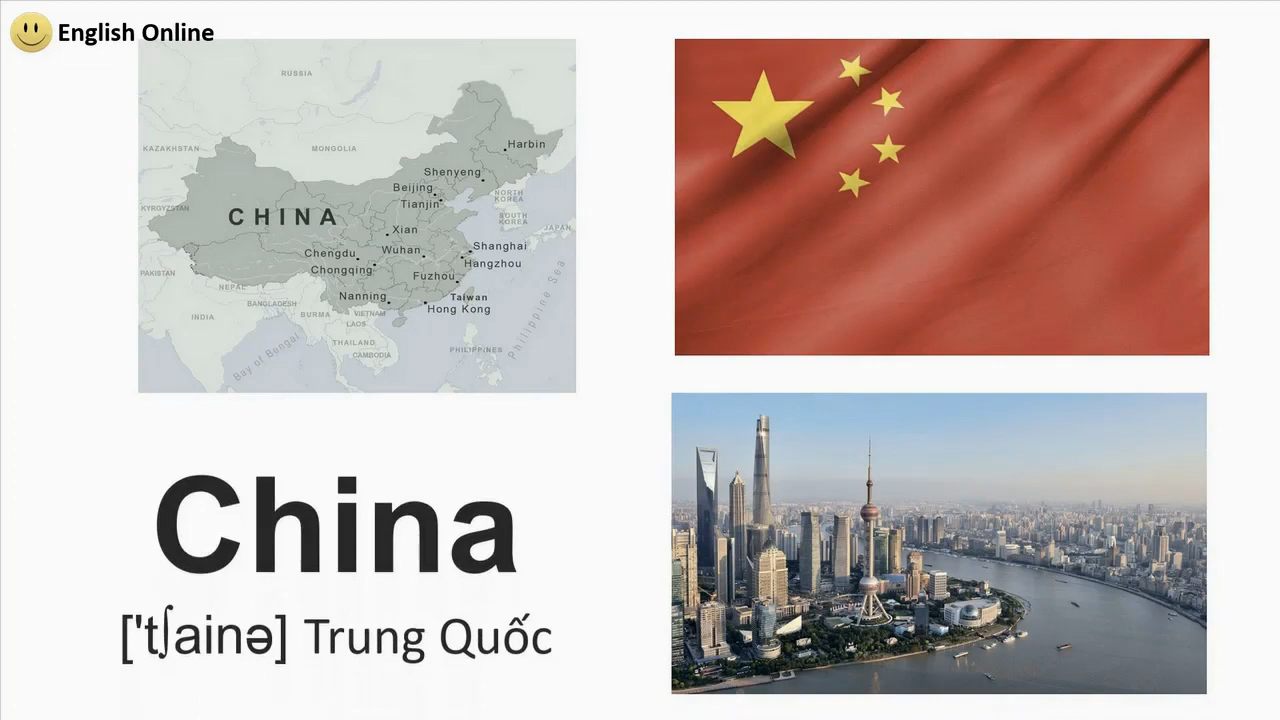 English Online
RUSSIA
KAZAKHSTAN
MONGOLIA
Harbin
Shenyeng
Beijing
Tianjin
NORTH
KOREA
SOUTH
KOREA
JAPAN
KYRGYZSTAN
CHINA
Xian
Chengdu
Wuhan
Shanghai
Hangzhou
Chongqing
Fuzhou
PAKISTAN
NEPAL
Nanning
Taiwan
Hong Kong
BANGLADESH
INDIA
BURMA
VIETNAM
LAOS
THAILAND
CAMBODIA
PHILIPPINES
Bay of Bengal
Philippine Sea
China
['tʃainə] Trung Quốc